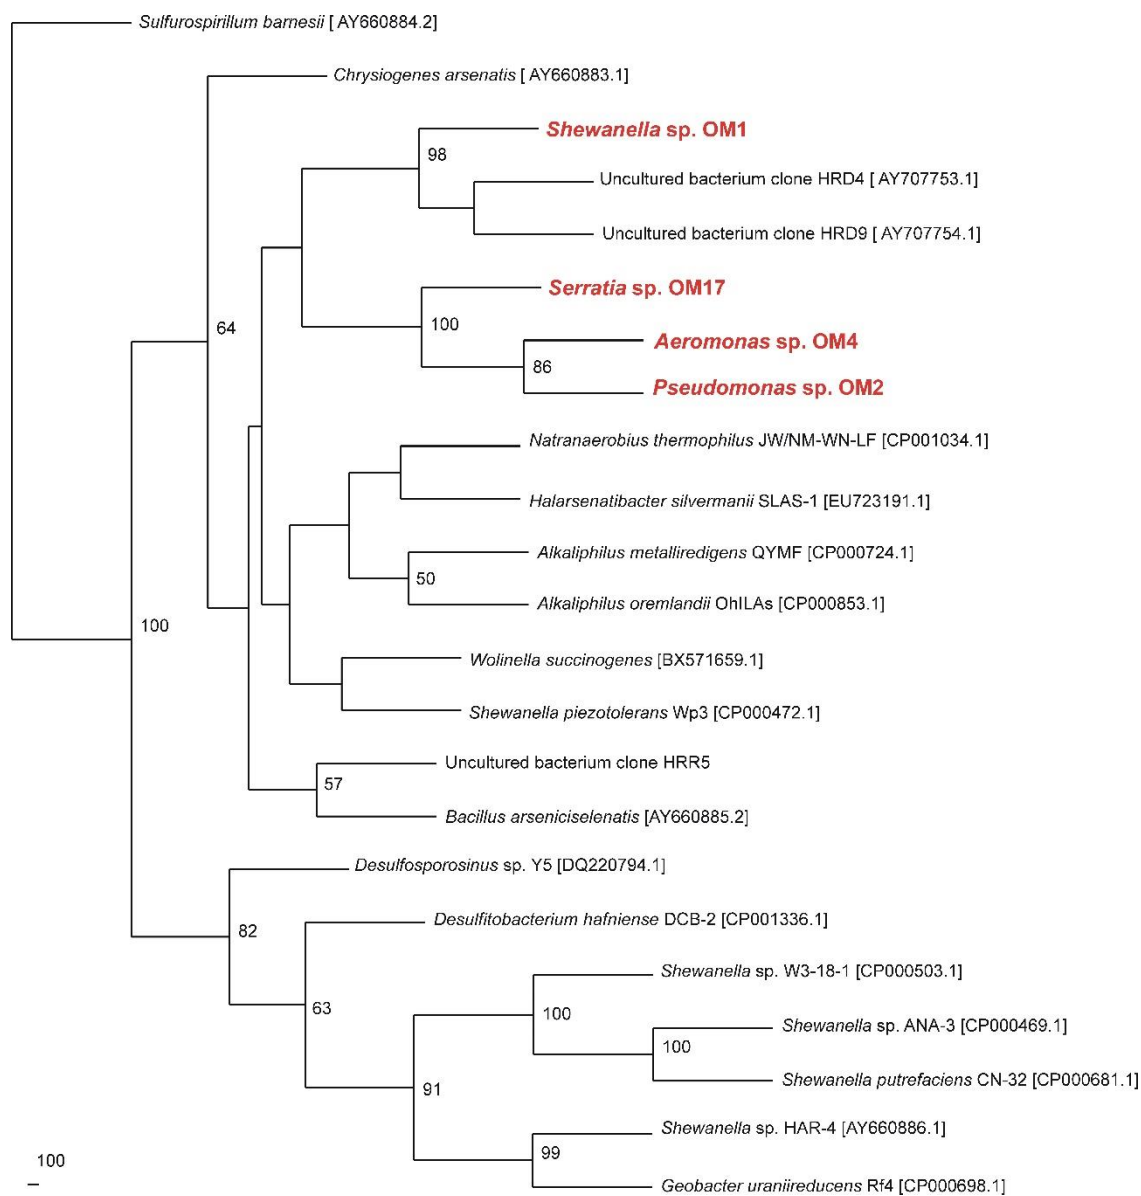 Sulfurospirillum barnesii [ AY660884.2]
Chrysiogenes arsenatis [ AY660883.1]
Shewanella sp. OM1
98
Uncultured bacterium clone HRD4 [ AY707753.1]
Uncultured bacterium clone HRD9 [ AY707754.1]
Serratia sp. OM17
64
100
Aeromonas sp. OM4
86
Pseudomonas sp. OM2
Natranaerobius thermophilus JW/NM-WN-LF [CP001034.1]
Halarsenatibacter silvermanii SLAS-1 [EU723191.1]
Alkaliphilus metalliredigens QYMF [CP000724.1]
50
Alkaliphilus oremlandii OhILAs [CP000853.1]
100
Wolinella succinogenes [BX571659.1]
Shewanella piezotolerans Wp3 [CP000472.1]
Uncultured bacterium clone HRR5
57
Bacillus arseniciselenatis [AY660885.2]
Desulfosporosinus sp. Y5 [DQ220794.1]
82
Desulfitobacterium hafniense DCB-2 [CP001336.1]
Shewanella sp. W3-18-1 [CP000503.1]
63
100
Shewanella sp. ANA-3 [CP000469.1]
100
Shewanella putrefaciens CN-32 [CP000681.1]
91
Shewanella sp. HAR-4 [AY660886.1]
99
Geobacter uraniireducens Rf4 [CP000698.1]
100